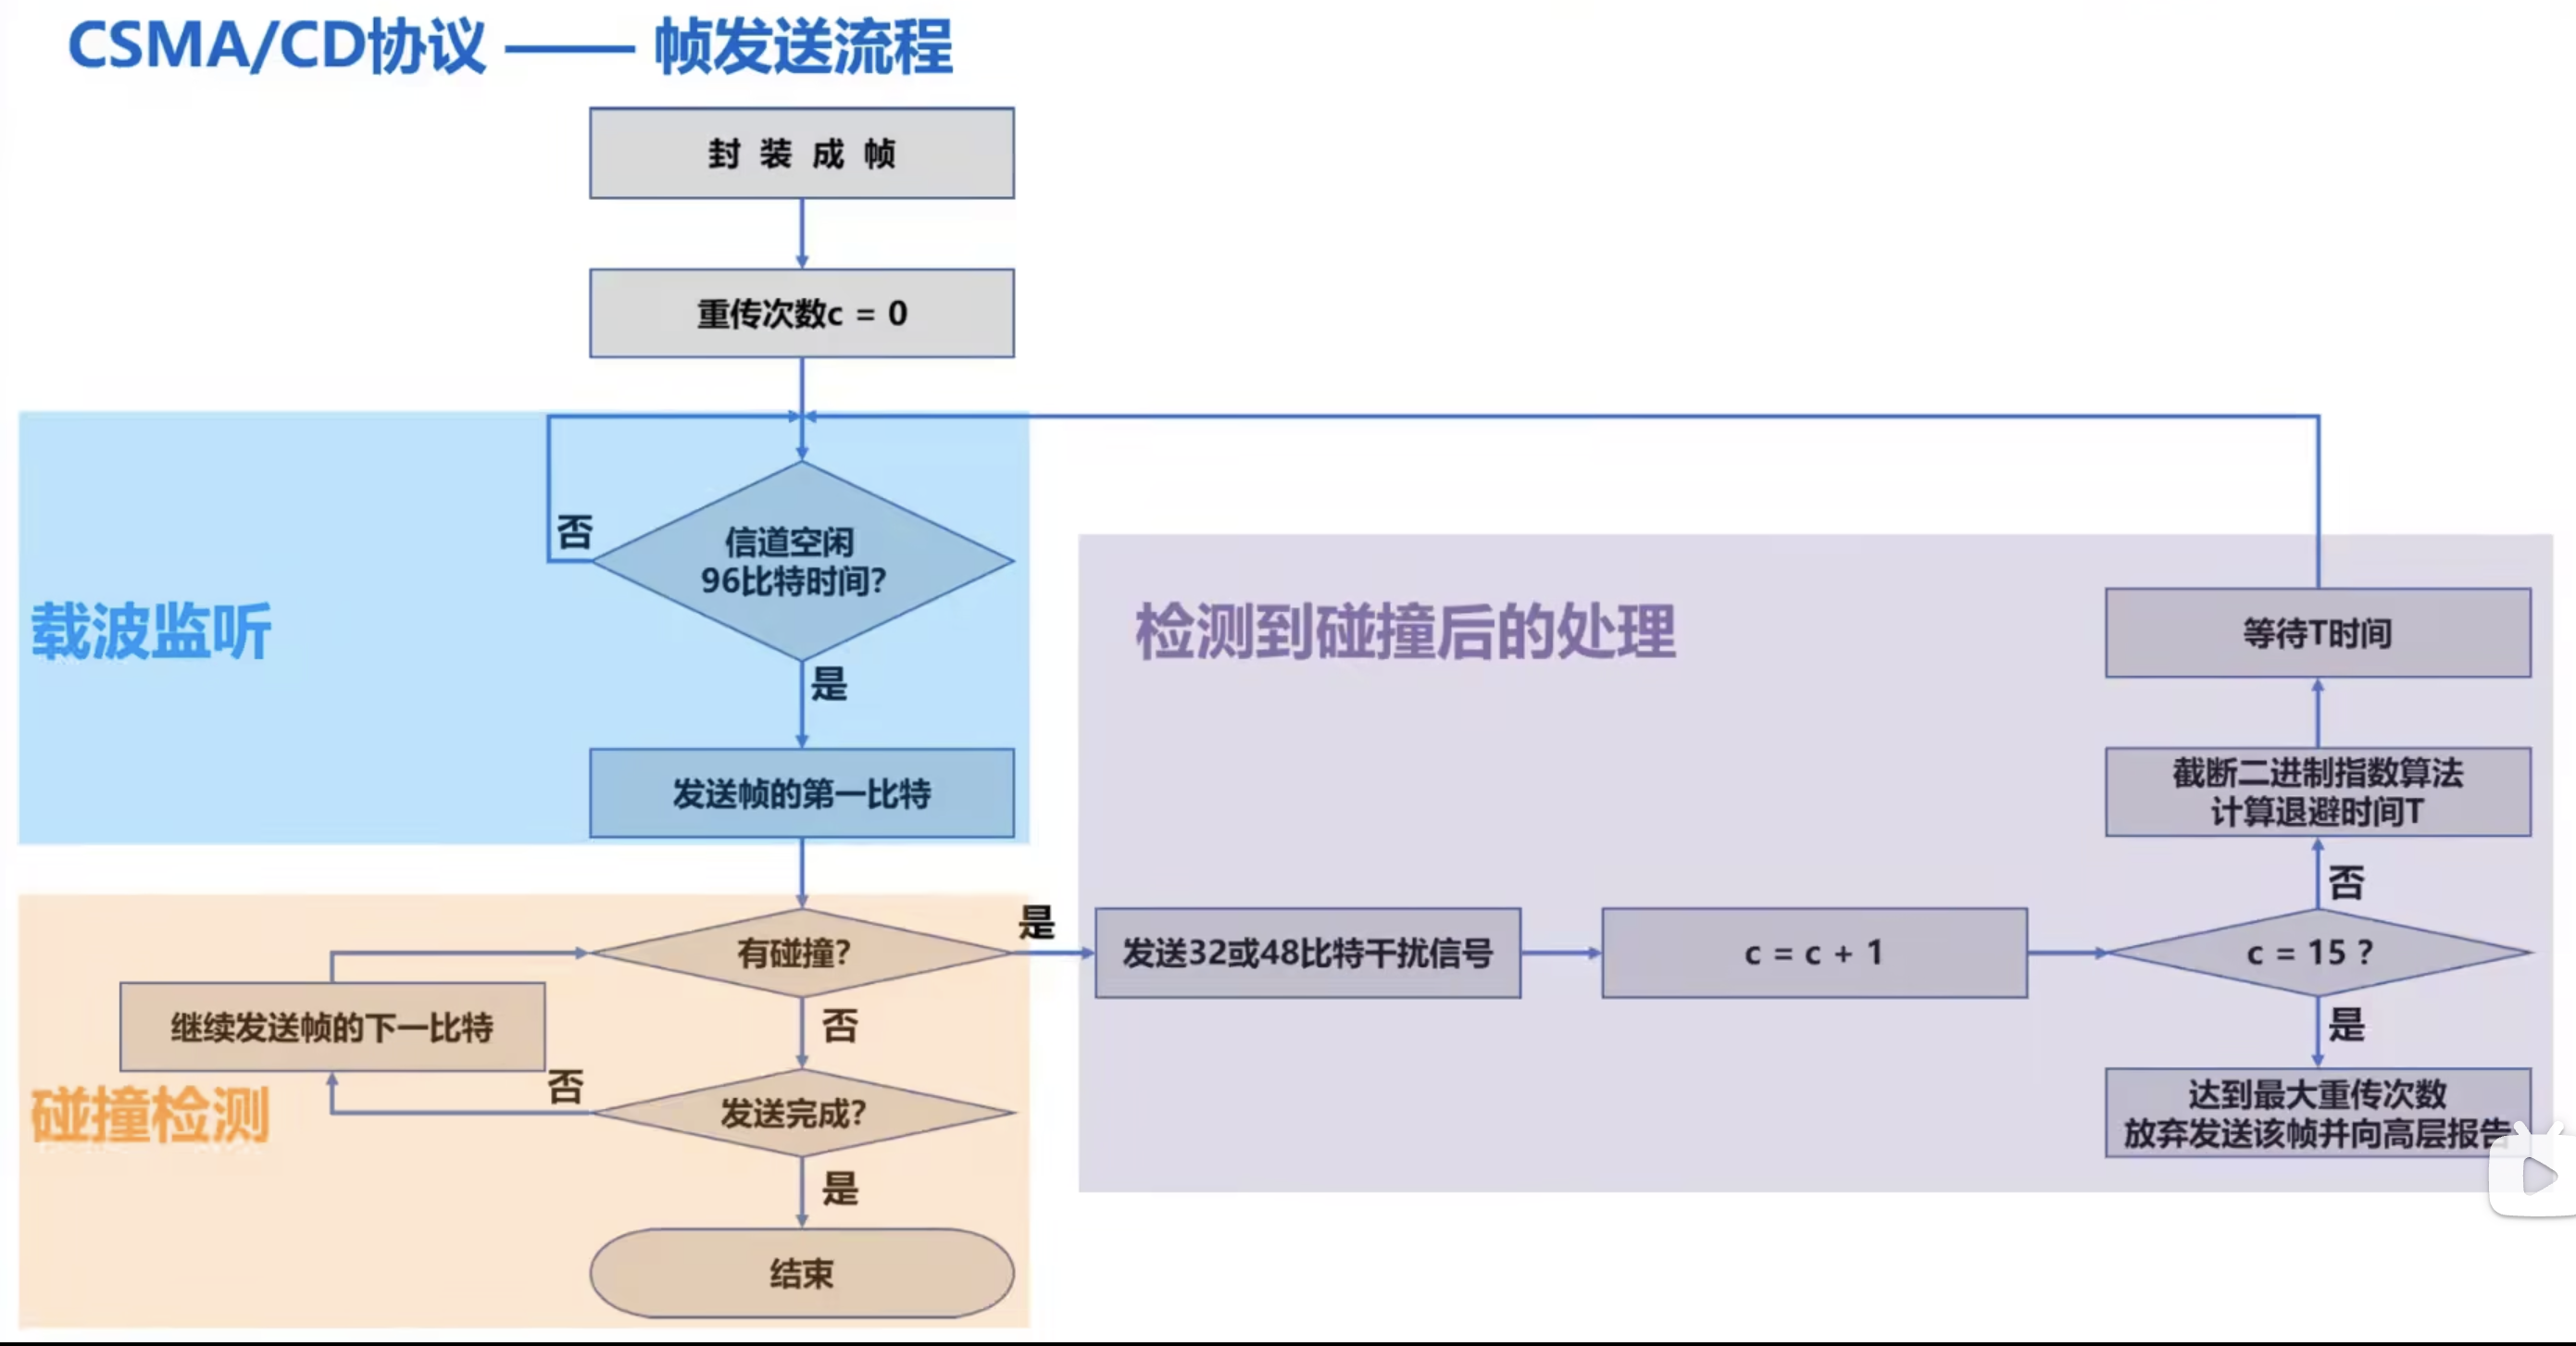 CSMA/CD协议 —— 帧发送流程
封 装 成 帧
重传次数c = 0
否
信道空闲
96比特时间?
载波监听
是
发送帧的第一比特
检测到碰撞后的处理
等待T时间
截断二进制指数算法
计算退避时间T
否
有碰撞?
是
发送32或48比特干扰信号
c = c + 1
c = 15 ?
继续发送帧的下一比特
否
是
碰撞检测
否
发送完成?
达到最大重传次数
放弃发送该帧并向高层报告
是
结束